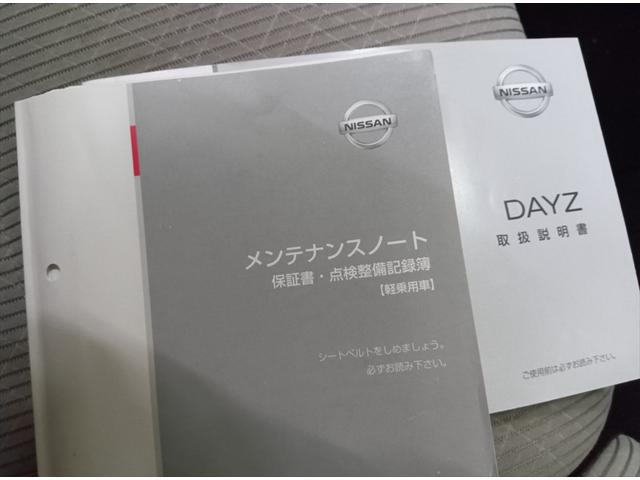 NISSAN
メンテナンスノート
保証書・点検整備記録簿
【軽乗用車】
シートベルトをしめましょう。
必ずお読み下さい。
NISSAN
DAYZ
取扱説明書
ご使用前は必ずお読み下さい。